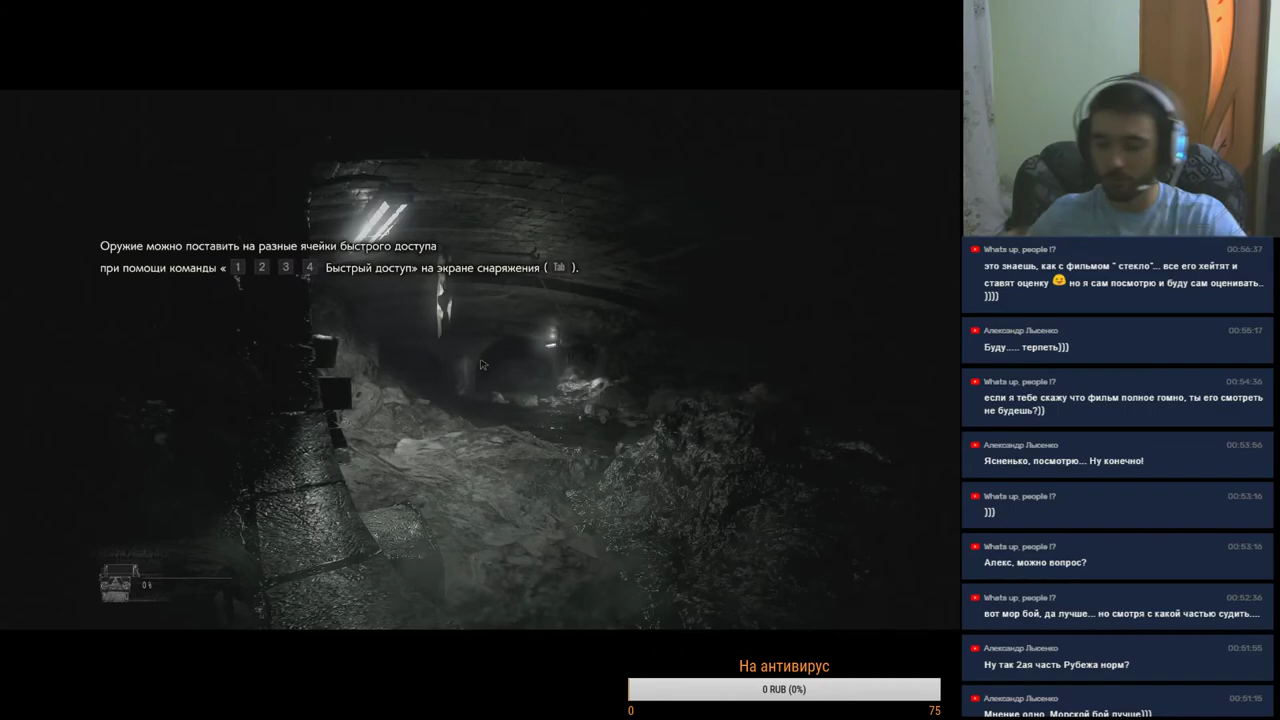 Оружие можно поставить на разные ячейки быстрого доступа
при помощи команды « 1 2 3 4 Быстрый доступ» на экране снаряжения ( Tab ).
0%
На антивирус
0 RUB (0%)
0 75
Whats up, people !? 00:56:37
это знаешь, как с фильмом " стекло"... все его хейтят и
ставят оценку но я сам посмотрю и буду сам оценивать..
))))
Александр Лысенко 00:55:17
Буду..... терпеть)))
Whats up, people !? 00:54:36
если я тебе скажу что фильм полное гомно, ты его смотреть
не будешь?))
Александр Лысенко 00:53:56
Ясненько, посмотрю... Ну конечно!
Whats up, people !? 00:53:16
)))
Whats up, people !? 00:53:16
Алекс, можно вопрос?
Whats up, people !? 00:52:36
вот мор бой, да лучше... но смотря с какой частью судить....
Александр Лысенко 00:51:55
Ну так 2ая часть Рубежа норм?
Александр Лысенко 00:51:15
Мнение одно. Морской бой лучше)))